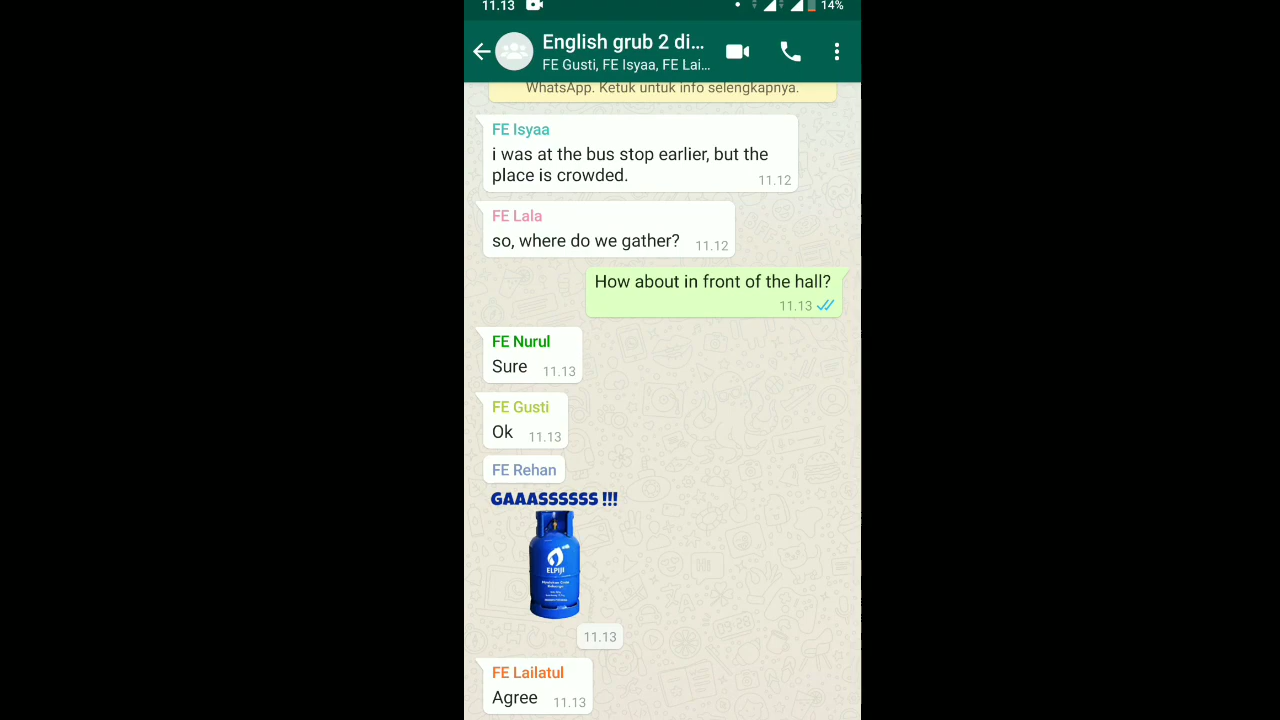 11.13 14%
English grub 2 di...
FE Gusti, FE Isyaa, FE Lai...
WhatsApp. Ketuk untuk info selengkapnya.
FE Isyaa
i was at the bus stop earlier, but the
place is crowded.
11.12
FE Lala
so, where do we gather? 11.12
How about in front of the hall?
11.13
FE Nurul
Sure 11.13
FE Gusti
Ok 11.13
FE Rehan
GAAASSSSSS !!!
ELPIJI
11.13
FE Lailatul
Agree 11.13